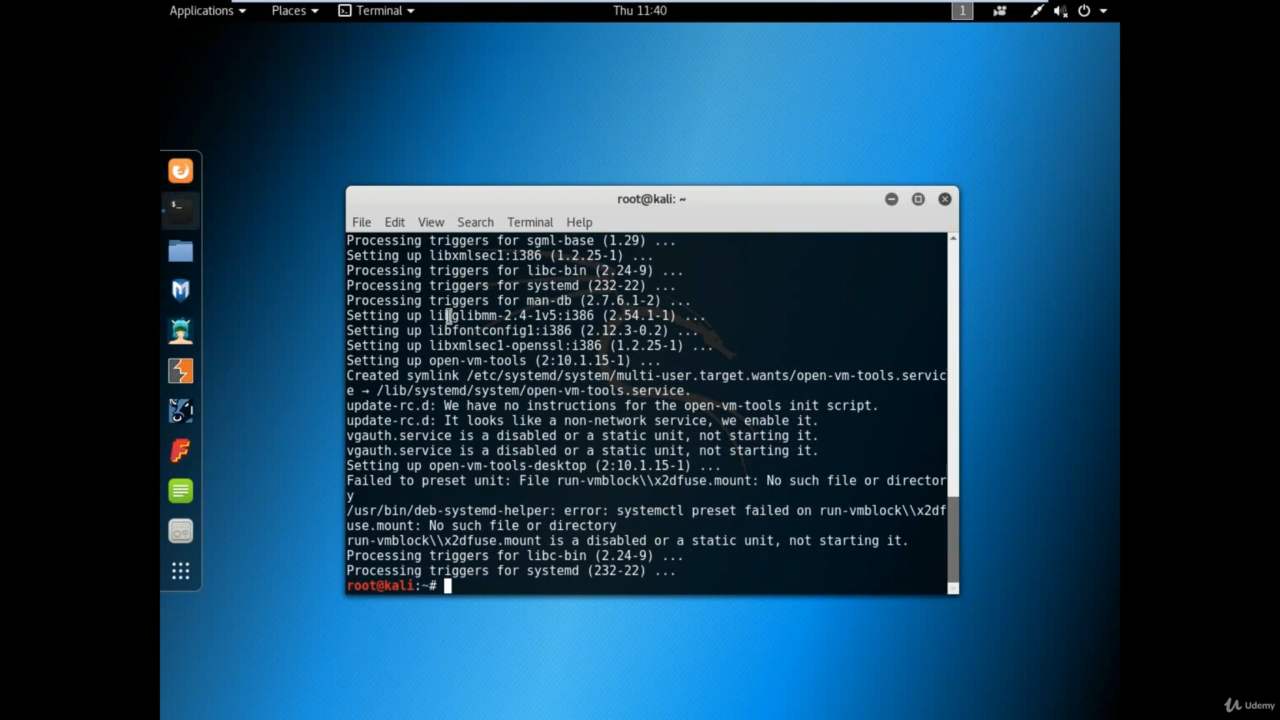 Applications Places Terminal Thu 11:40 1
root@kali: ~
File Edit View Search Terminal Help
Processing triggers for sgml-base (1.29) ...
Setting up libxmlsec1:i386 (1.2.25-1) ...
Processing triggers for libc-bin (2.24-9) ...
Processing triggers for systemd (232-22) ...
Processing triggers for man-db (2.7.6.1-2) ...
Setting up glibmm-2.4-1v5:i386 (2.54.1-1) ...
Setting up libfontconfig1:i386 (2.12.3-0.2) ...
Setting up libxmlsec1-openssl:i386 (1.2.25-1) ...
Setting up open-vm-tools (2:10.1.15-1) ...
Created symlink /etc/systemd/system/multi-user.target.wants/open-vm-tools.servic
e → /lib/systemd/system/open-vm-tools.service.
update-rc.d: We have no instructions for the open-vm-tools init script.
update-rc.d: It looks like a non-network service, we enable it.
vgauth.service is a disabled or a static unit, not starting it.
vgauth.service is a disabled or a static unit, not starting it.
Setting up open-vm-tools-desktop (2:10.1.15-1) ...
Failed to preset unit: File run-vmblock\\x2dfuse.mount: No such file or director
y
/usr/bin/deb-systemd-helper: error: systemctl preset failed on run-vmblock\\x2df
use.mount: No such file or directory
run-vmblock\\x2dfuse.mount is a disabled or a static unit, not starting it.
Processing triggers for libc-bin (2.24-9) ...
Processing triggers for systemd (232-22) ...
root@kali:~#
$_
Udemy